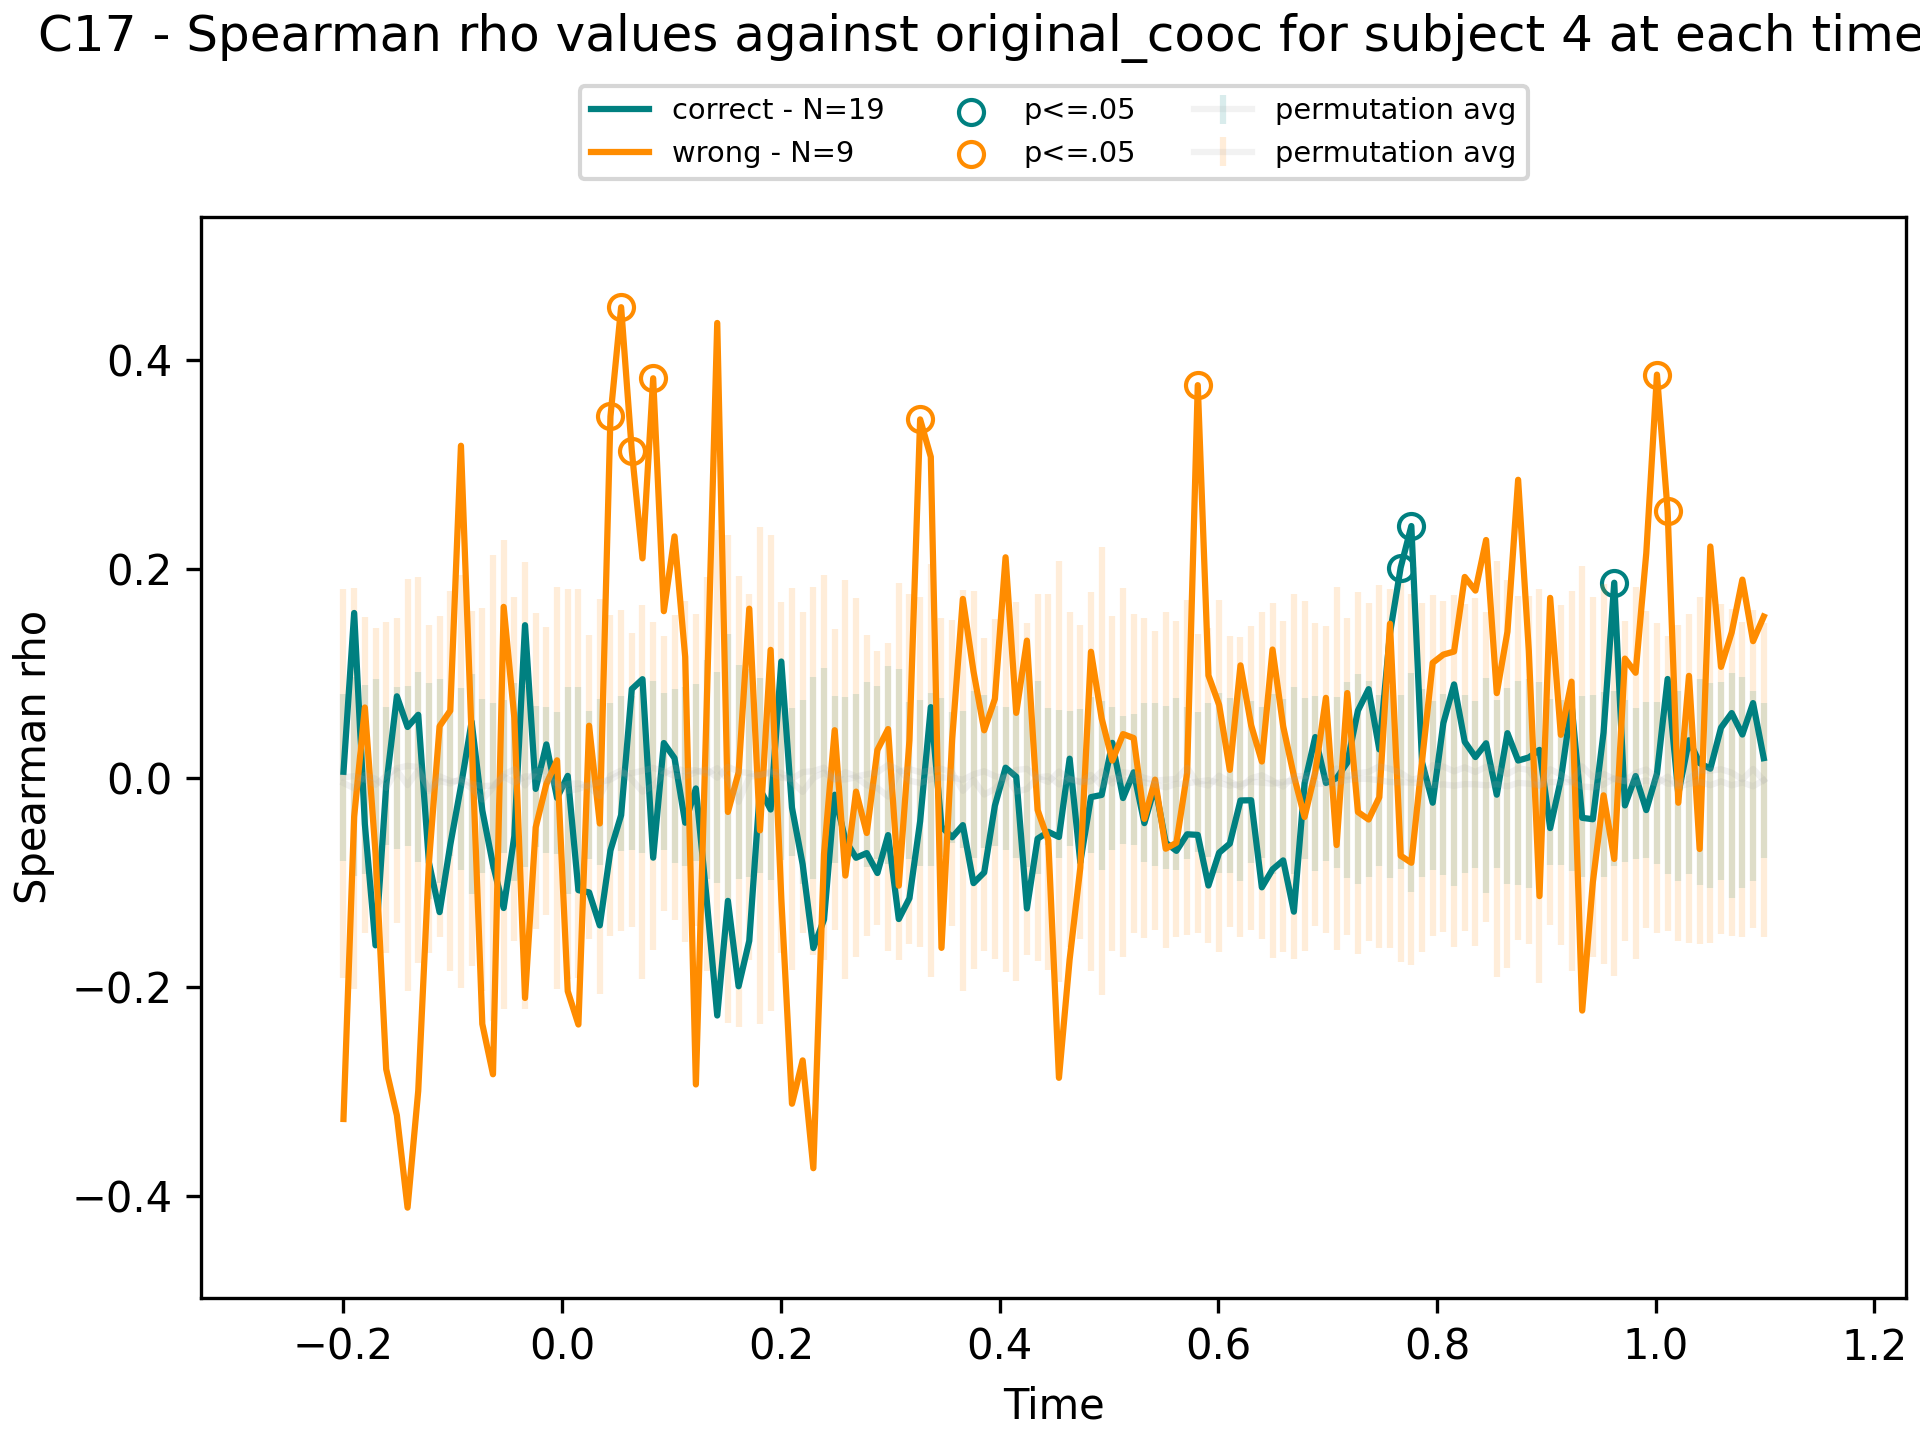 C17 - Spearman rho values against original_cooc for subject 4 at each time
correct - N=19
wrong - N=9
p<=.05
p<=.05
permutation avg
permutation avg
Spearman rho
0.4
0.2
0.0
−0.2
−0.4
−0.2 0.0 0.2 0.4 0.6 0.8 1.0 1.2
Time